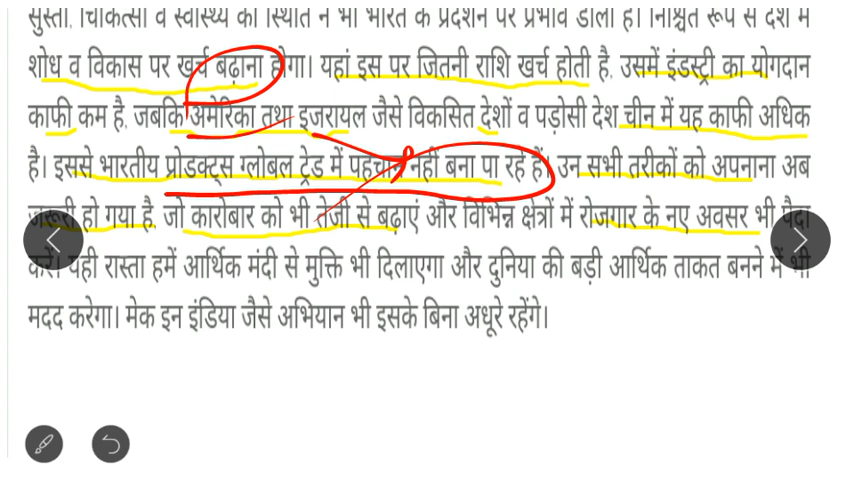 सुस्ती, चिकित्सा व स्वास्थ्य की स्थिति ने भी भारत के प्रदर्शन पर प्रभाव डाला है। निश्चित रूप से देश में
शोध व विकास पर खर्च बढ़ाना होगा। यहां इस पर जितनी राशि खर्च होती है, उसमें इंडस्ट्री का योगदान
काफी कम है, जबकि अमेरिका तथा इजरायल जैसे विकसित देशों व पड़ोसी देश चीन में यह काफी अधिक
है। इससे भारतीय प्रोडक्ट्स ग्लोबल ट्रेड में पहचान नहीं बना पा रहे हैं। उन सभी तरीकों को अपनाना अब
जरूरी हो गया है, जो कारोबार को भी तेजी से बढ़ाएं और विभिन्न क्षेत्रों में रोजगार के नए अवसर भी पैदा
करें। यही रास्ता हमें आर्थिक मंदी से मुक्ति भी दिलाएगा और दुनिया की बड़ी आर्थिक ताकत बनने में भी
मदद करेगा। मेक इन इंडिया जैसे अभियान भी इसके बिना अधूरे रहेंगे।